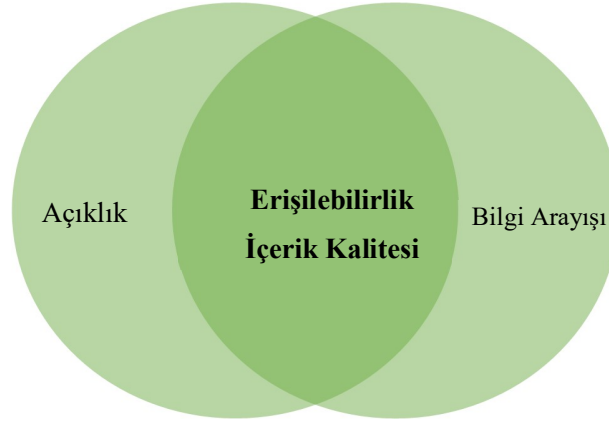 Açıklık
Erişilebilirlik
İçerik Kalitesi
Bilgi Arayışı